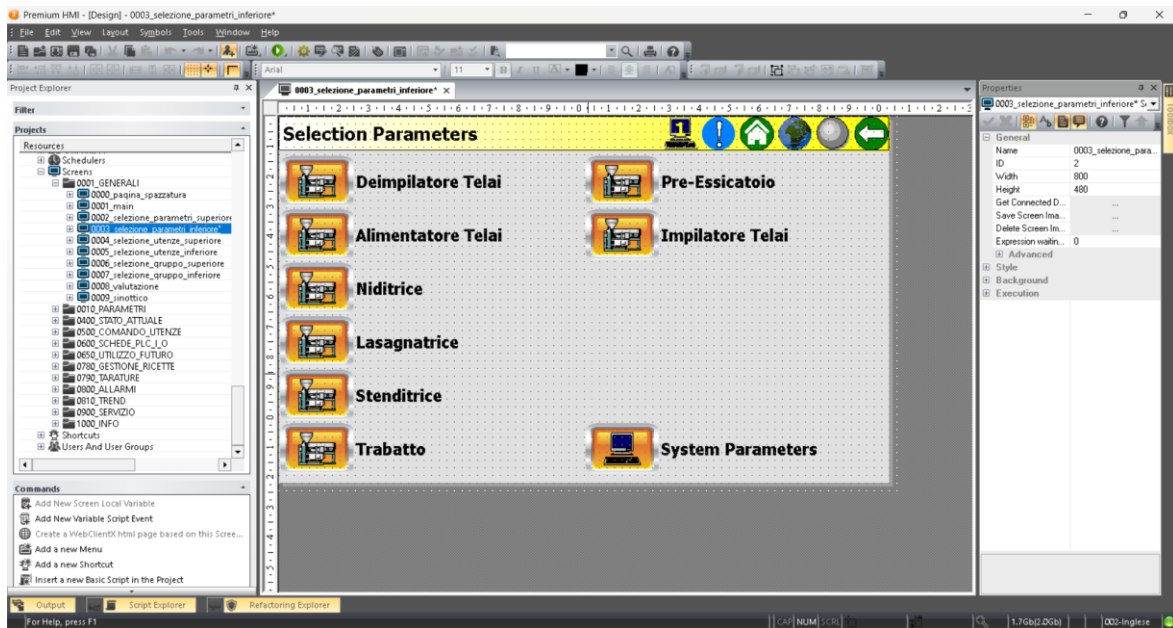 Premium HMI - [Design] - 0003_selezione_parametri_inferiore*
File Edit View Layout Symbols Tools Window Help
Arial 11
Project Explorer
0003_selezione_parametri_inferiore*
Filter
Projects
Resources
Schedulers
Screens
0001_GENERALI
0000_pagina_spazzatura
0001_main
0002_selezione_parametri_superiore
0003_selezione_parametri_inferiore*
0004_selezione_utenze_superiore
0005_selezione_utenze_inferiore
0006_selezione_gruppo_superiore
0007_selezione_gruppo_inferiore
0008_valutazione
0009_sinottico
0010_PARAMETRI
0400_STATO_ATTUALE
0500_COMANDO_UTENZE
0600_SCHEDE_PLC_I_O
0650_UTILIZZO_FUTURO
0780_GESTIONE_RICETTE
0790_TARATURE
0800_ALLARMI
0810_TREND
0900_SERVIZIO
1000_INFO
Shortcuts
Users And User Groups
Commands
Add New Screen Local Variable
Add New Variable Script Event
Create a WebClientX html page based on this Scree...
Add a new Menu
Add a new Shortcut
Insert a new Basic Script in the Project
Selection Parameters
1
Deimpilatore Telai
Pre-Essicatoio
Alimentatore Telai
Impilatore Telai
Niditrice
Lasagnatrice
Stenditrice
Trabatto
System Parameters
Properties
0003_selezione_parametri_inferiore* S
General
Name 0003_selezione_para...
ID 2
Width 800
Height 480
Get Connected D... ...
Save Screen Ima... ...
Delete Screen Im... ...
Expression waitin... 0
Advanced
Style
Background
Execution
TOOLBOX
Output Script Explorer Refactoring Explorer
For Help, press F1
CAP NUM SCRL
1.7Gb(2.0Gb)
002-Inglese